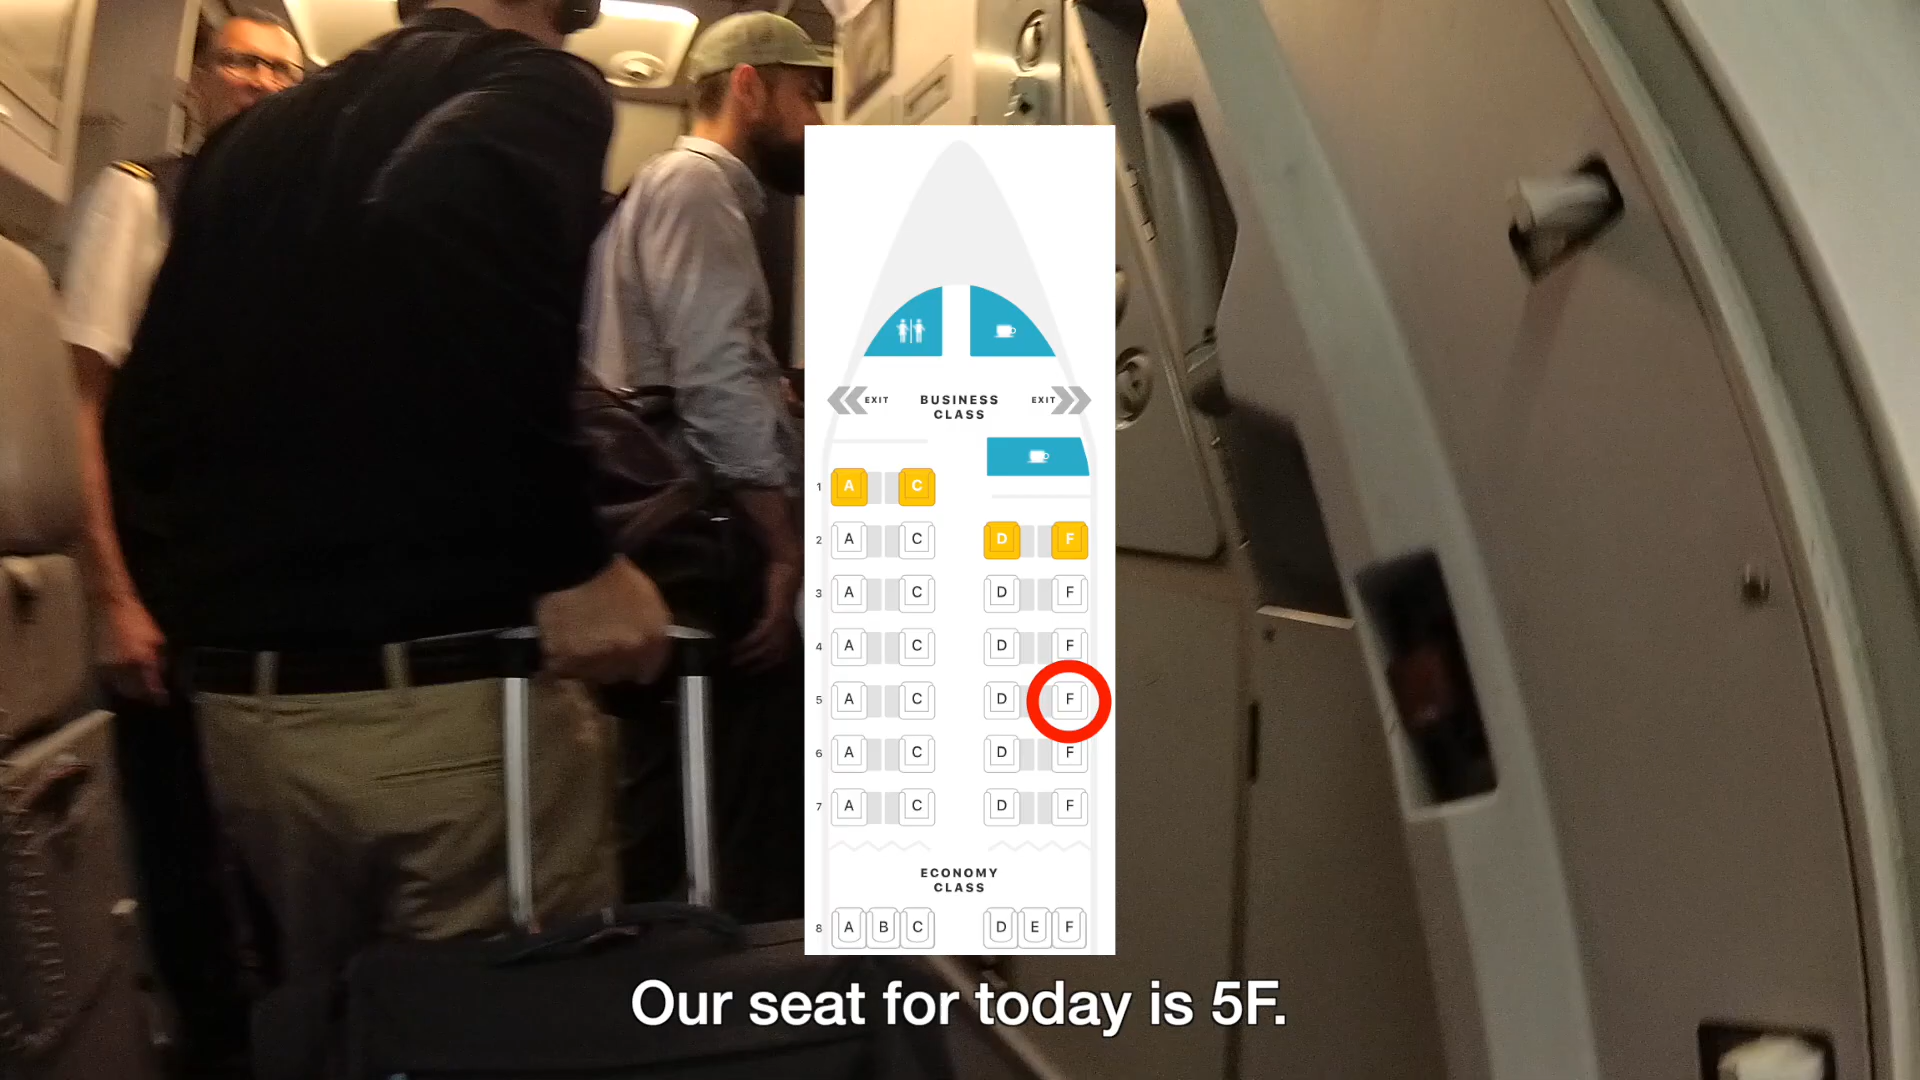 EXIT BUSINESS CLASS EXIT
1 A C
2 A C D F
3 A C D F
4 A C D F
5 A C D F
6 A C D F
7 A C D F
ECONOMY
CLASS
8 A B C D E F
Our seat for today is 5F.